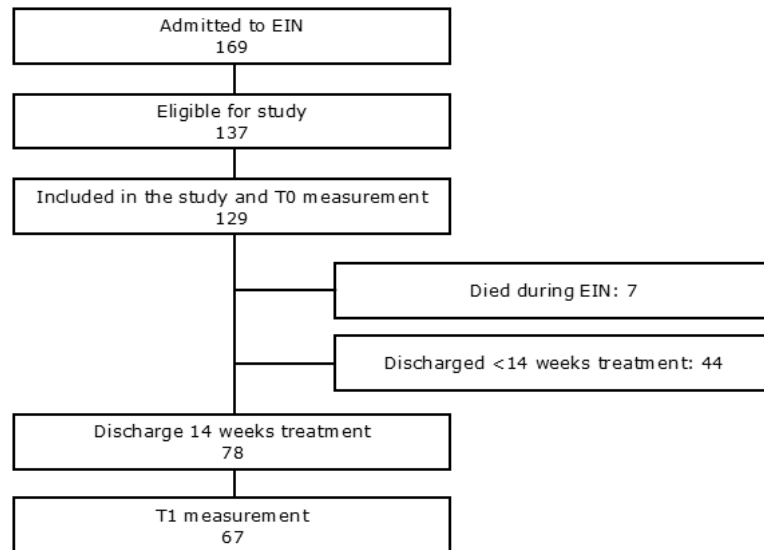 Admitted to EIN
169
Eligible for study
137
Included in the study and T0 measurement
129
Died during EIN: 7
Discharged <14 weeks treatment: 44
Discharge 14 weeks treatment
78
T1 measurement
67